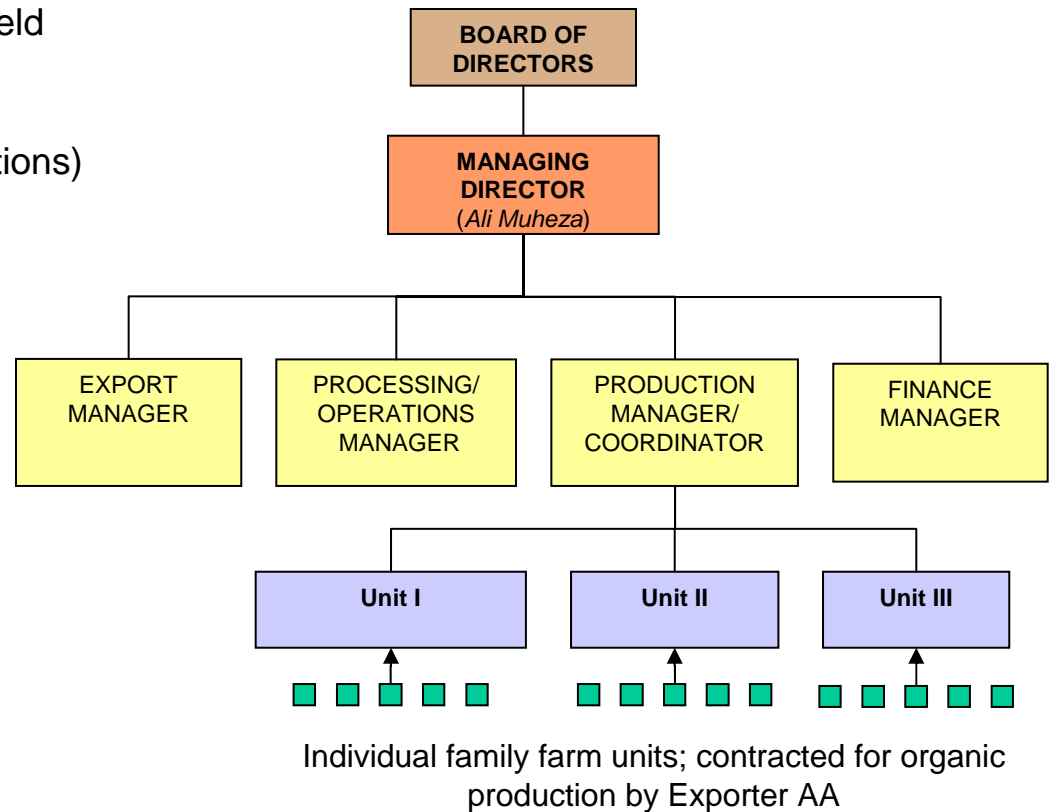 eld
tions)
BOARD OF
DIRECTORS
MANAGING
DIRECTOR
(Ali Muheza)
EXPORT
MANAGER
PROCESSING/
OPERATIONS
MANAGER
PRODUCTION
MANAGER/
COORDINATOR
FINANCE
MANAGER
Unit I
Unit II
Unit III
Individual family farm units; contracted for organic
production by Exporter AA